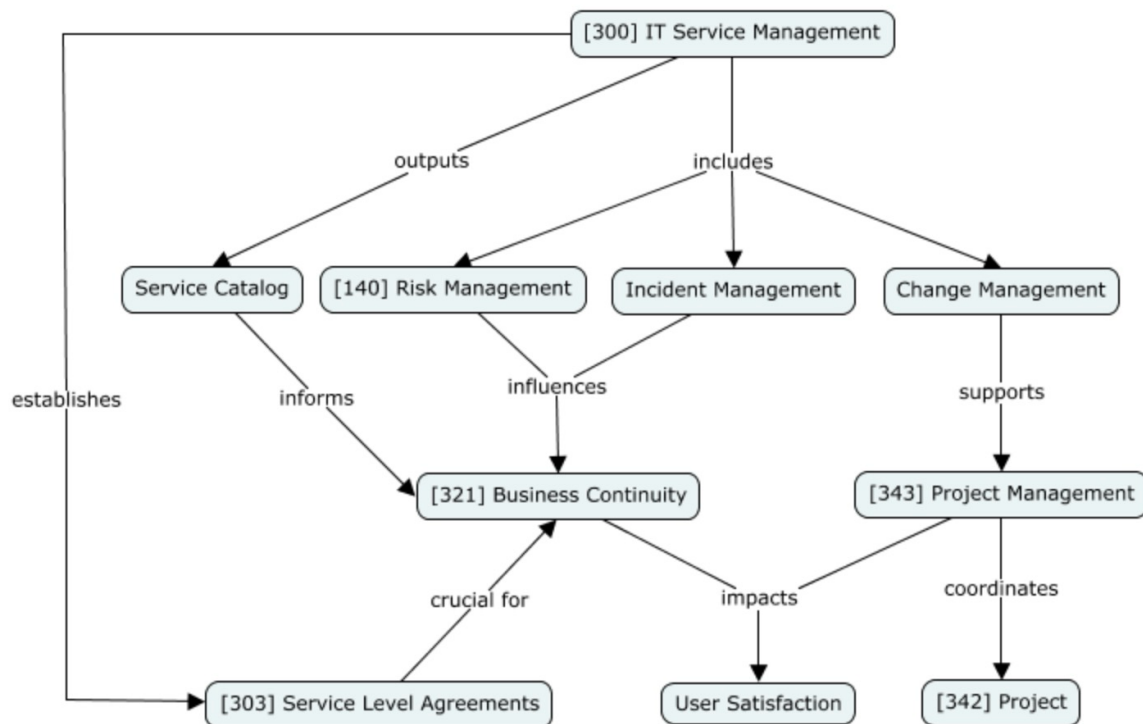 [300] IT Service Management
outputs
includes
Service Catalog
[140] Risk Management
Incident Management
Change Management
establishes
informs
influences
supports
[321] Business Continuity
[343] Project Management
crucial for
impacts
coordinates
[303] Service Level Agreements
User Satisfaction
[342] Project